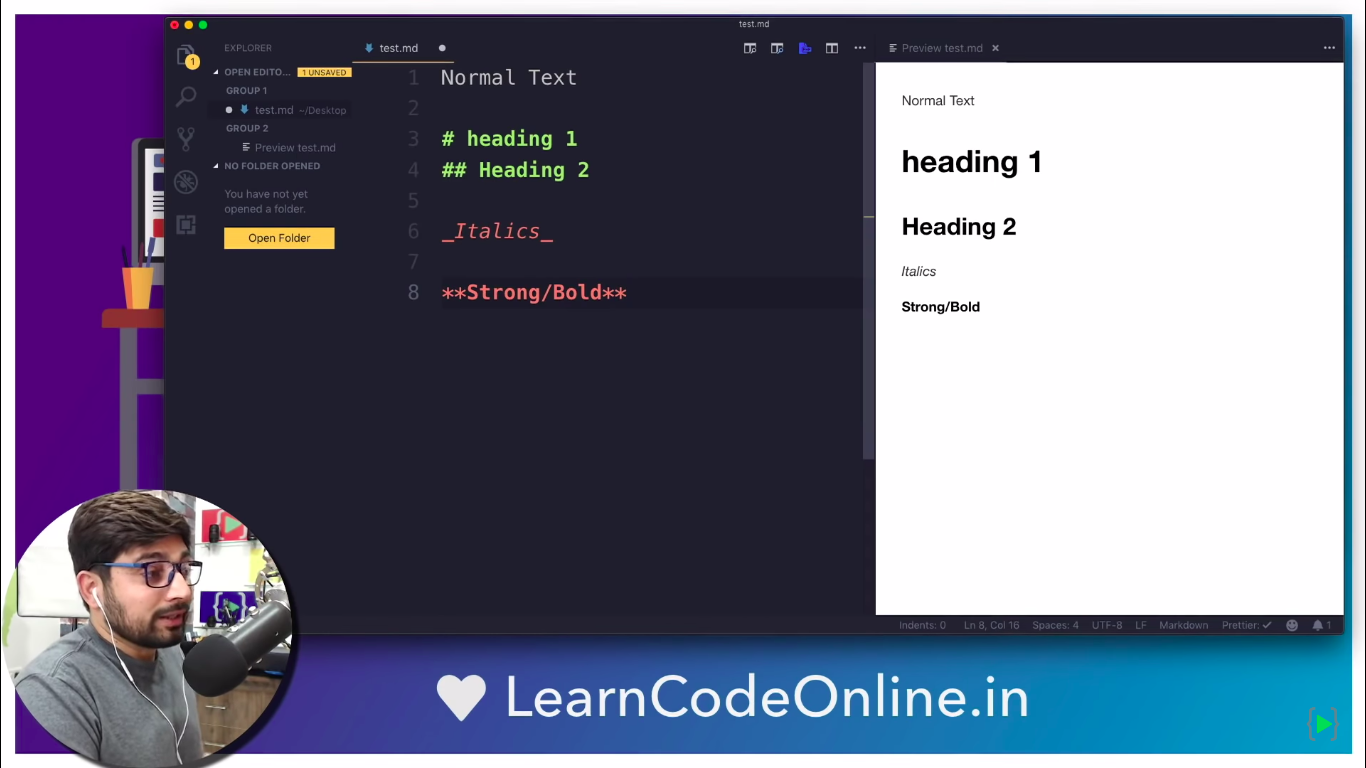 test.md
EXPLORER
OPEN EDITO... 1 UNSAVED
GROUP 1
test.md ~/Desktop
GROUP 2
Preview test.md
NO FOLDER OPENED
You have not yet
opened a folder.
Open Folder
1
test.md
1 Normal Text
2
3 # heading 1
4 ## Heading 2
5
6 _Italics_
7
8 **Strong/Bold**
Preview test.md
Normal Text
heading 1
Heading 2
Italics
Strong/Bold
Indents: 0 Ln 8, Col 16 Spaces: 4 UTF-8 LF Markdown Prettier: ✓ 1
LearnCodeOnline.in